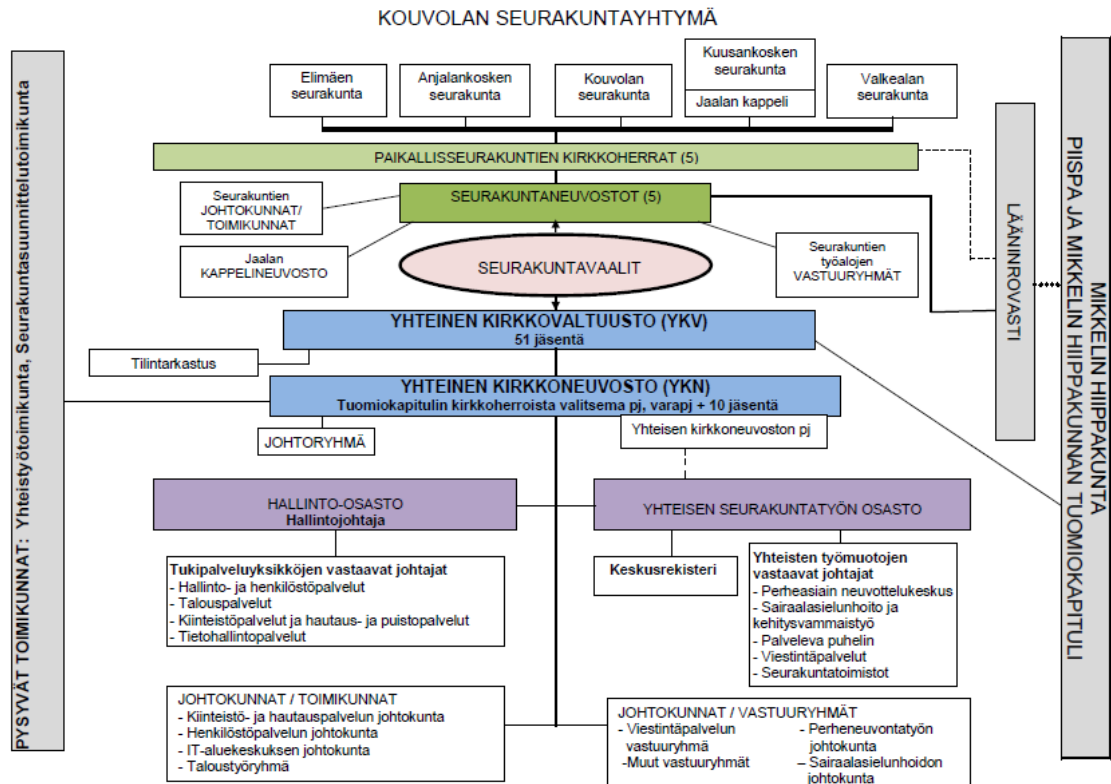 KOUVOLAN SEURAKUNTAYHTYMÄ
Elimäen
seurakunta
Anjalankosken
seurakunta
Kouvolan
seurakunta
Kuusankosken
seurakunta
Jaalan kappeli
Valkealan
seurakunta
PAIKALLISSEURAKUNTIEN KIRKKOHERRAT (5)
Seurakuntien
JOHTOKUNNAT/
TOIMIKUNNAT
SEURAKUNTANEUVOSTOT (5)
Jaalan
KAPPELINEUVOSTO
SEURAKUNTAVAALIT
Seurakuntien
työalojen
VASTUURYHMÄT
YHTEINEN KIRKKOVALTUUSTO (YKV)
51 jäsentä
Tilintarkastus
YHTEINEN KIRKKONEUVOSTO (YKN)
Tuomiokapitulin kirkkoherroista valitsema pj, varapj + 10 jäsentä
JOHTORYHMÄ
Yhteisen kirkkoneuvoston pj
HALLINTO-OSASTO
Hallintojohtaja
YHTEISEN SEURAKUNTATYÖN OSASTO
Tukipalveluyksikköjen vastaavat johtajat
- Hallinto- ja henkilöstöpalvelut
- Talouspalvelut
- Kiinteistöpalvelut ja hautaus- ja puistopalvelut
- Tietohallintopalvelut
Keskusrekisteri
Yhteisten työmuotojen
vastaavat johtajat
- Perheasiain neuvottelukeskus
- Sairaalasielunhoito ja
kehitysvammaistyö
- Palveleva puhelin
- Viestintäpalvelut
- Seurakuntatoimistot
JOHTOKUNNAT / TOIMIKUNNAT
- Kiinteistö- ja hautauspalvelun johtokunta
- Henkilöstöpalvelun johtokunta
- IT-aluekeskuksen johtokunta
- Taloustyöryhmä
JOHTOKUNNAT / VASTUURYHMÄT
- Viestintäpalvelun
vastuuryhmä
-Muut vastuuryhmät
- Perheneuvontatyön
johtokunta
– Sairaalasielunhoidon
johtokunta
PYSYVÄT TOIMIKUNNAT: Yhteistyötoimikunta, Seurakuntasuunnittelutoimikunta
LÄÄNINROVASTI
MIKKELIN HIIPPAKUNTA
PIISPA JA MIKKELIN HIIPPAKUNNAN TUOMIOKAPITULI